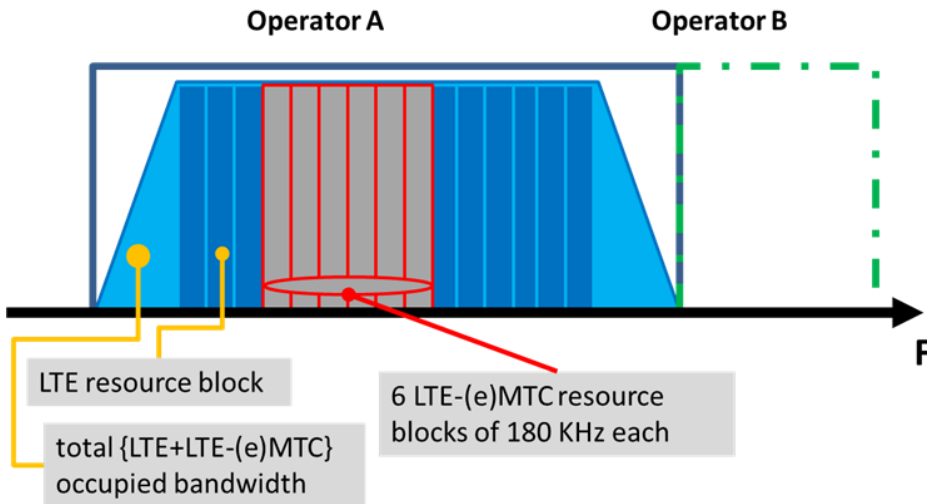 Operator A
Operator B
F
LTE resource block
6 LTE-(e)MTC resource
blocks of 180 KHz each
total {LTE+LTE-(e)MTC}
occupied bandwidth